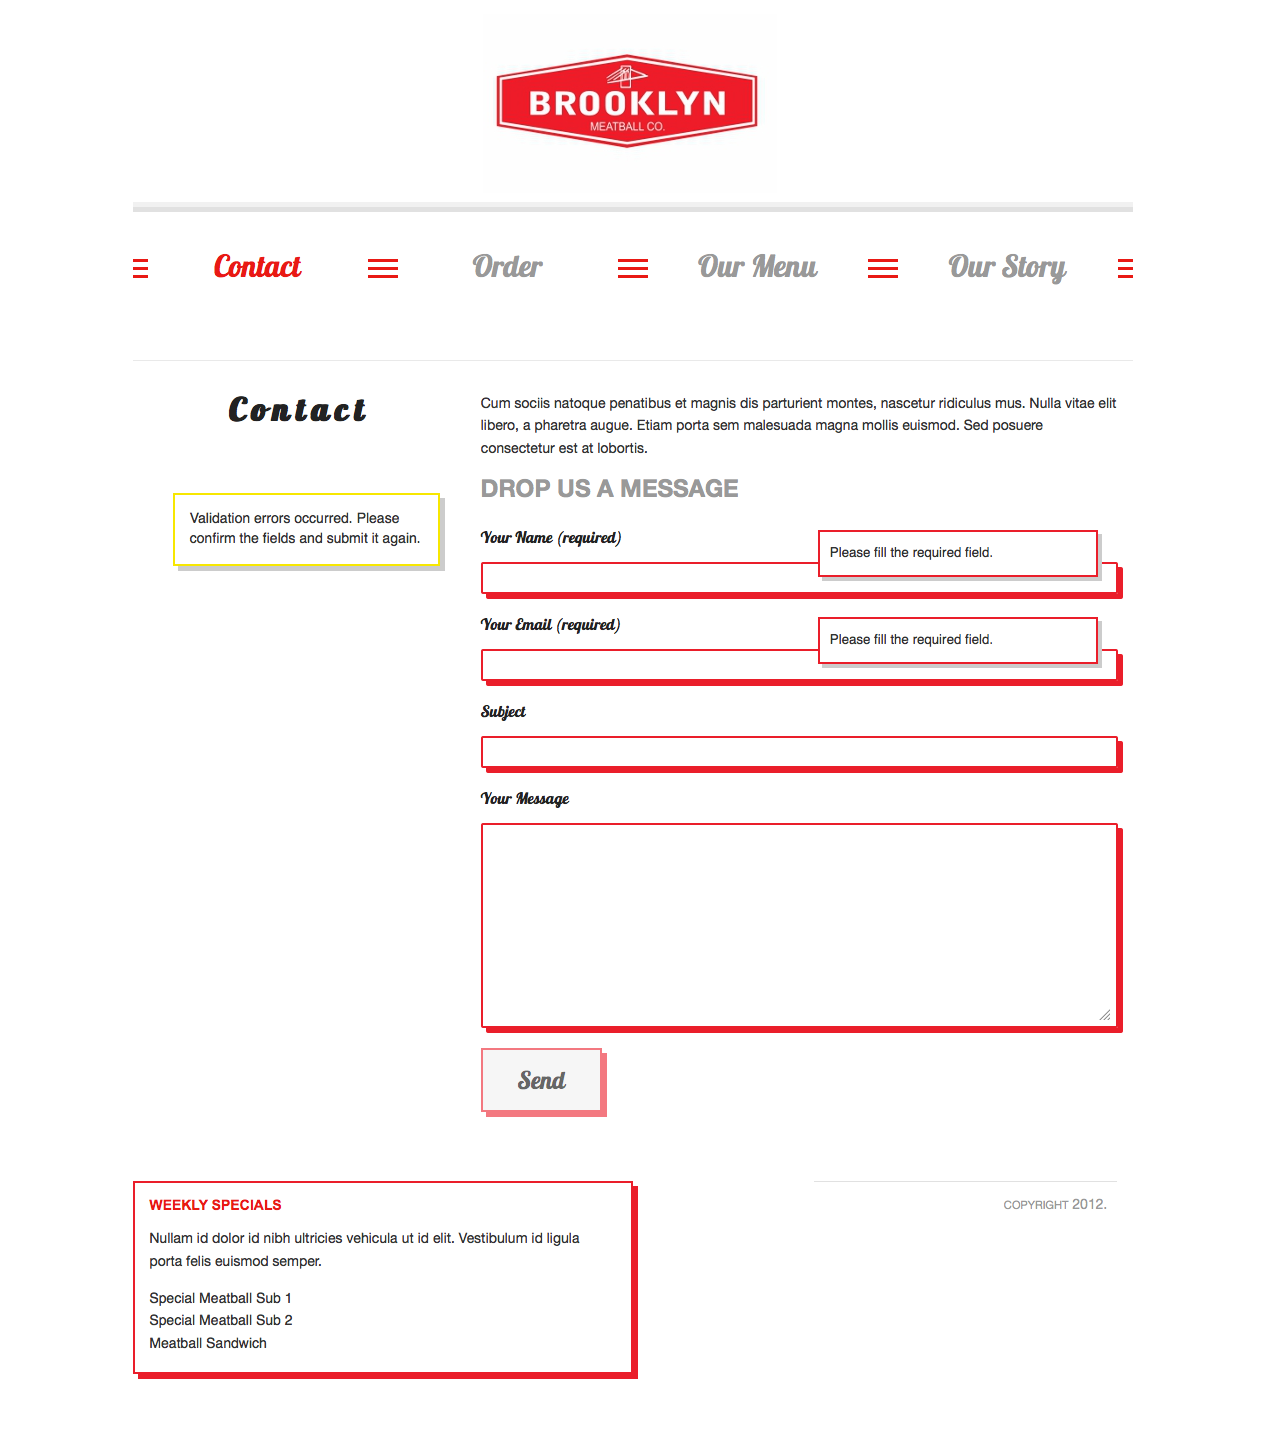 BROOKLYN
MEATBALL CO.
Contact
Order
Our Menu
Our Story
Contact
Validation errors occurred. Please
confirm the fields and submit it again.
Cum sociis natoque penatibus et magnis dis parturient montes, nascetur ridiculus mus. Nulla vitae elit
libero, a pharetra augue. Etiam porta sem malesuada magna mollis euismod. Sed posuere
consectetur est at lobortis.
DROP US A MESSAGE
Your Name (required)
Please fill the required field.
Your Email (required)
Please fill the required field.
Subject
Your Message
Send
WEEKLY SPECIALS
Nullam id dolor id nibh ultricies vehicula ut id elit. Vestibulum id ligula
porta felis euismod semper.
Special Meatball Sub 1
Special Meatball Sub 2
Meatball Sandwich
COPYRIGHT 2012.